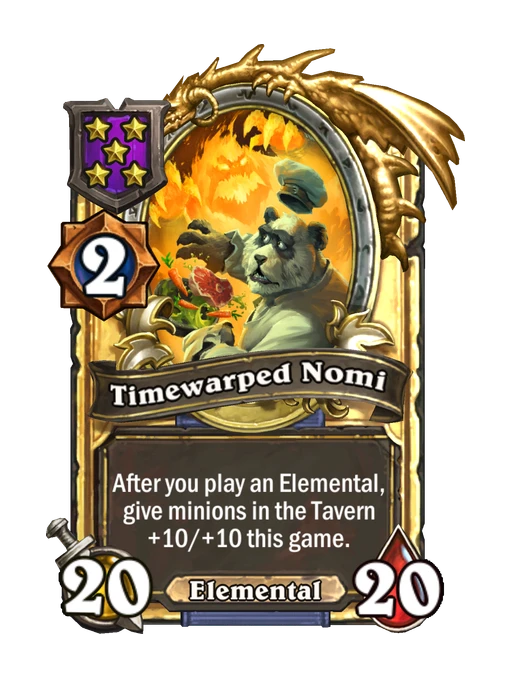 2
Timewarped Nomi
After you play an Elemental,
give minions in the Tavern
+10/+10 this game.
20
Elemental
20